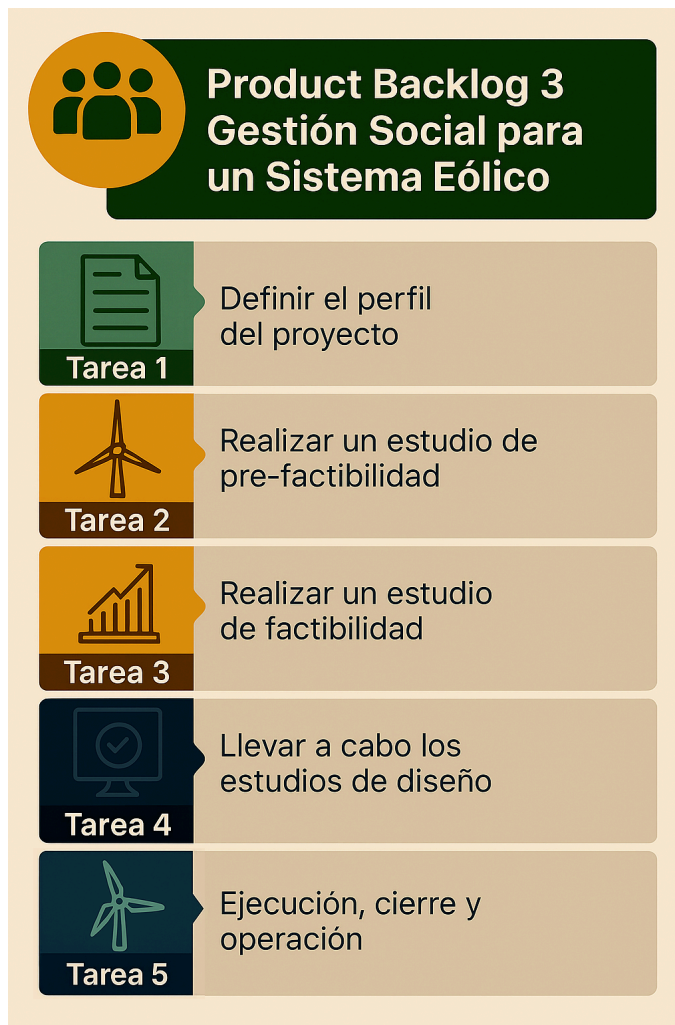 Product Backlog 3
Gestión Social para
un Sistema Eólico
Tarea 1
Definir el perfil
del proyecto
Tarea 2
Realizar un estudio de
pre-factibilidad
Tarea 3
Realizar un estudio
de factibilidad
Tarea 4
Llevar a cabo los
estudios de diseño
Tarea 5
Ejecución, cierre y
operación